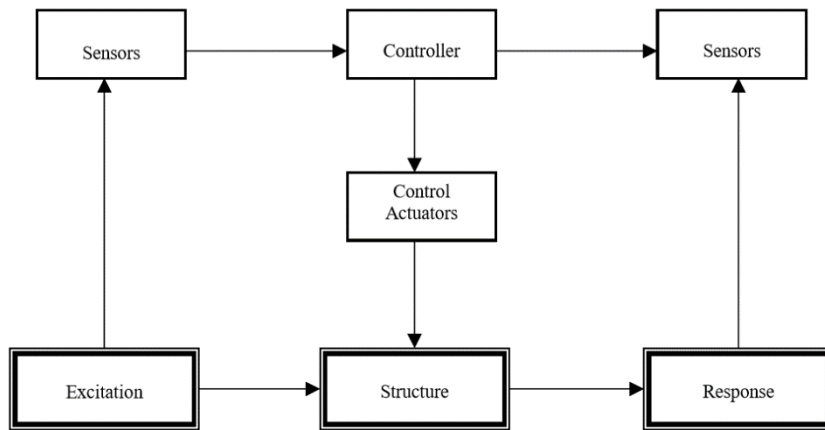 Sensors
Controller
Sensors
Control
Actuators
Excitation
Structure
Response